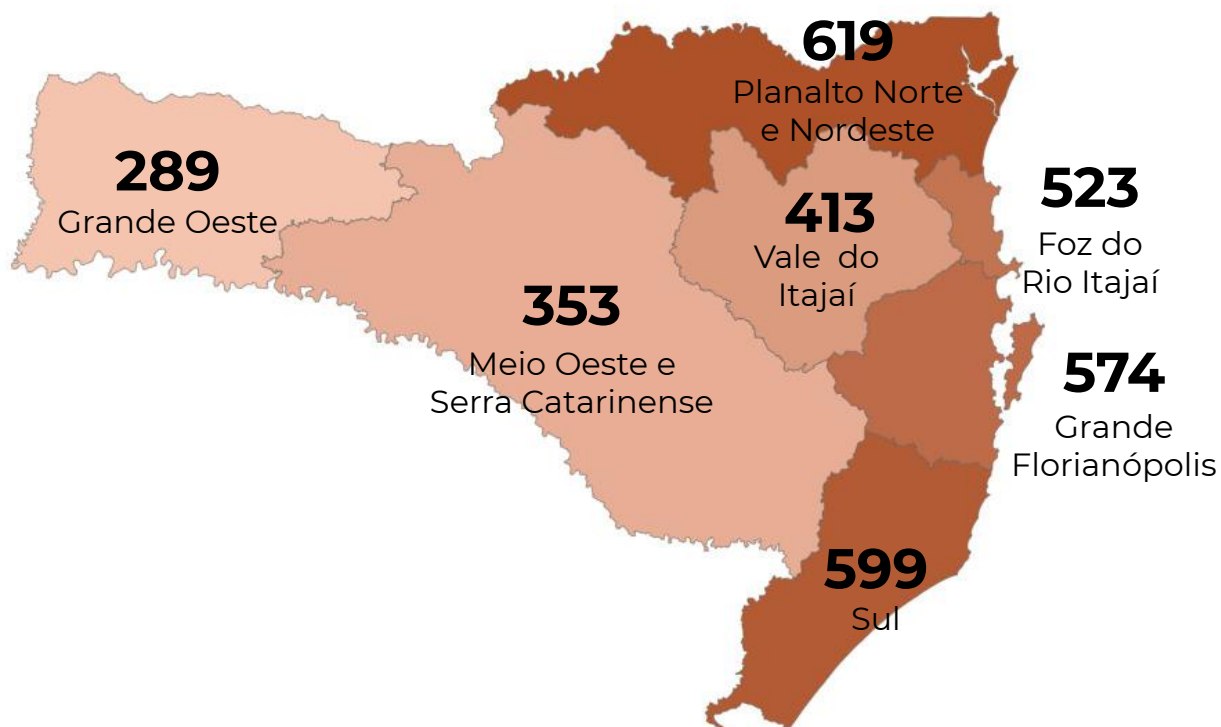 619
Planalto Norte
e Nordeste
289
Grande Oeste
413
Vale do
Itajaí
523
Foz do
Rio Itajaí
353
Meio Oeste e
Serra Catarinense
574
Grande
Florianópolis
599
Sul